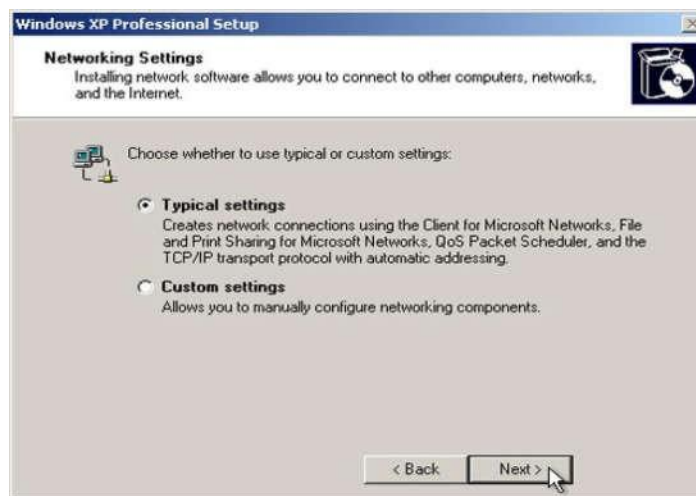 Windows XP Professional Setup
Networking Settings
Installing network software allows you to connect to other computers, networks,
and the Internet.
Choose whether to use typical or custom settings:
Typical settings
Creates network connections using the Client for Microsoft Networks, File
and Print Sharing for Microsoft Networks, QoS Packet Scheduler, and the
TCP/IP transport protocol with automatic addressing.
Custom settings
Allows you to manually configure networking components.
< Back
Next >